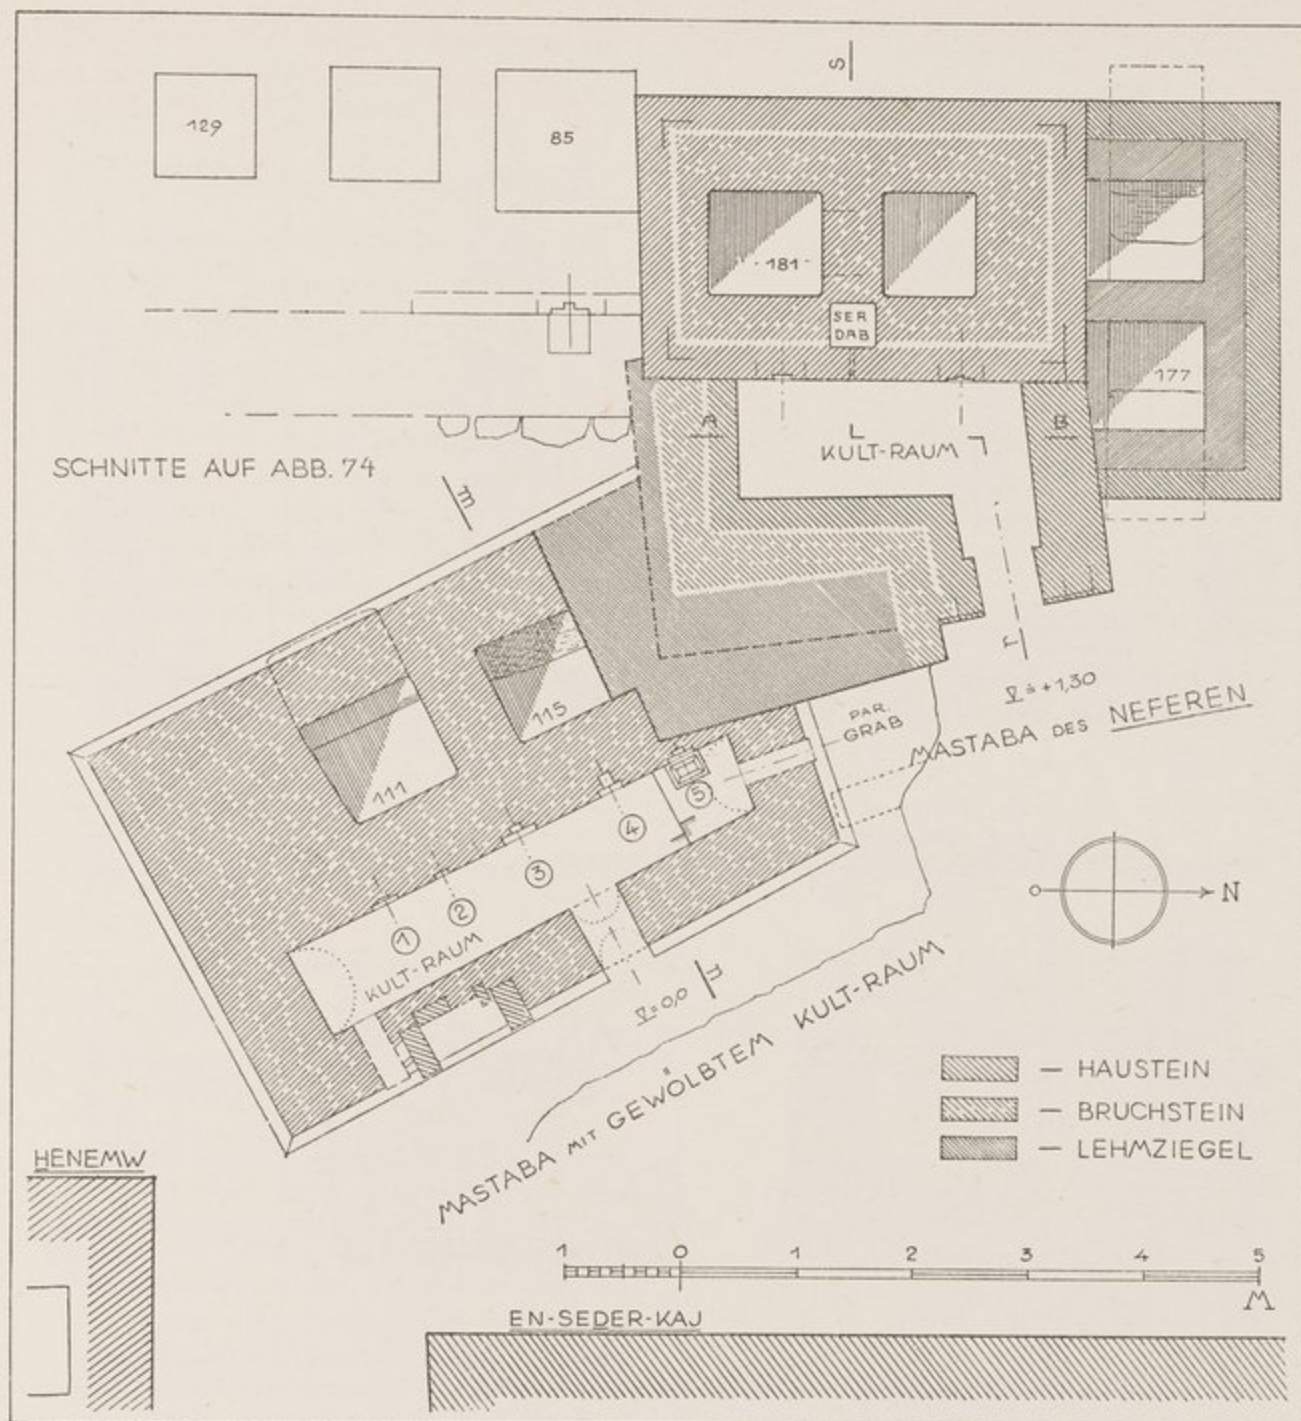 S
129
85
181
SER
DAB
177
A
B
KULT-RAUM
SCHNITTE AUF ABB. 74
m
r
∇ = +1,30
PAR.
GRAB
MASTABA DES NEFEREN
115
111
5
4
3
2
1
KULT-RAUM
N
∇=0,0
MASTABA MIT GEWÖLBTEM KULT-RAUM
— HAUSTEIN
— BRUCHSTEIN
— LEHMZIEGEL
HENEMW
1 0 1 2 3 4 5
M
EN-SEDER-KAJ